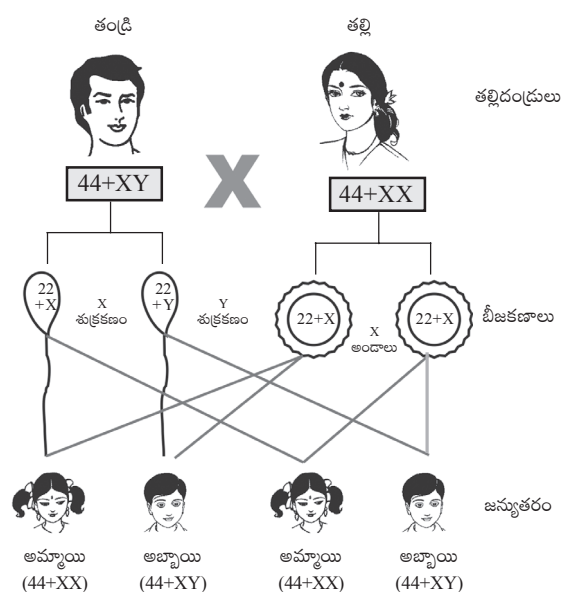 తండ్రి తల్లి
తల్లిదండ్రులు
44+XY X 44+XX
22
+X
X
శుక్రకణం
22
+Y
Y
శుక్రకణం
22+X
X
అండాలు
22+X
బీజకణాలు
జన్యుతరం
అమ్మాయి అబ్బాయి అమ్మాయి అబ్బాయి
(44+XX) (44+XY) (44+XX) (44+XY)